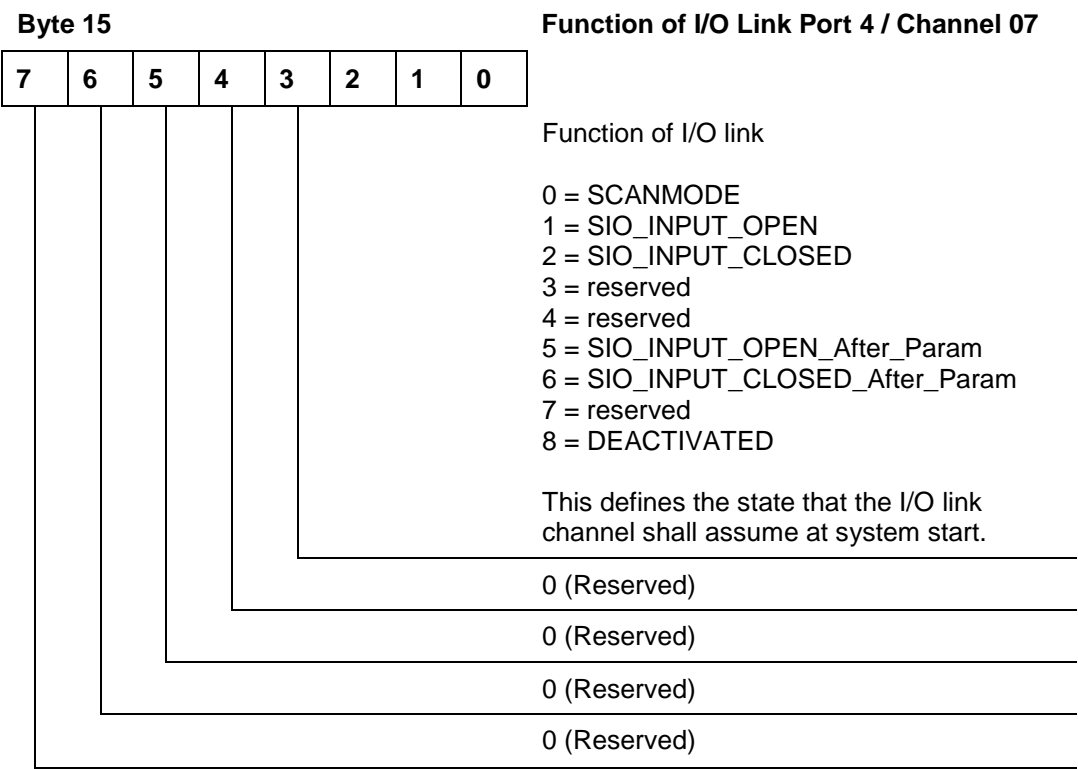 Byte 15 Function of I/O Link Port 4 / Channel 07
7 6 5 4 3 2 1 0
Function of I/O link
0 = SCANMODE
1 = SIO_INPUT_OPEN
2 = SIO_INPUT_CLOSED
3 = reserved
4 = reserved
5 = SIO_INPUT_OPEN_After_Param
6 = SIO_INPUT_CLOSED_After_Param
7 = reserved
8 = DEACTIVATED
This defines the state that the I/O link
channel shall assume at system start.
0 (Reserved)
0 (Reserved)
0 (Reserved)
0 (Reserved)